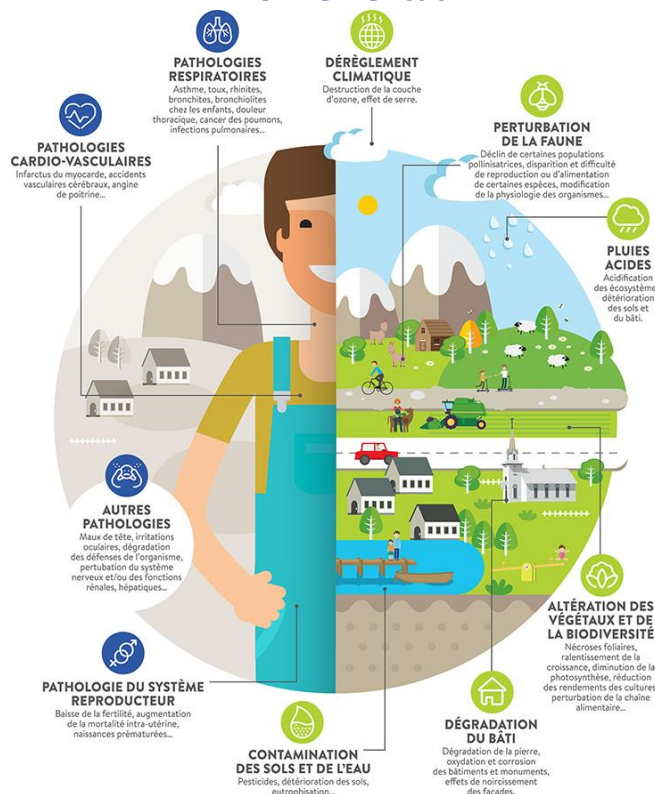 PATHOLOGIES
RESPIRATOIRES
Asthme, toux, rhinites,
bronchites, bronchiolites
chez les enfants, douleur
thoracique, cancer des poumons,
infections pulmonaires...
DÉRÈGLEMENT
CLIMATIQUE
Destruction de la couche
d'ozone, effet de serre.
PATHOLOGIES
CARDIO-VASCULAIRES
Infarctus du myocarde, accidents
vasculaires cérébraux, angine
de poitrine...
PERTURBATION
DE LA FAUNE
Déclin de certaines populations
pollinisatrices, disparition et difficulté
de reproduction ou d'alimentation
de certaines espèces, modification
de la physiologie des organismes...
PLUIES
ACIDES
Acidification
des écosystème
détérioration
des sols et
du bâti.
AUTRES
PATHOLOGIES
Maux de tête, irritations
oculaires, dégradation
des défenses de l'organisme,
pertubation du système
nerveux et/ou des fonctions
rénales, hépatiques...
ALTÉRATION DES
VÉGÉTAUX ET DE
LA BIODIVERSITÉ
Nécroses foliaires,
ralentissement de la
croissance, diminution de la
photosynthèse, réduction
des rendements des cultures
perturbation de la chaîne
alimentaire...
PATHOLOGIE DU SYSTÈME
REPRODUCTEUR
Baisse de la fertilité, augmentation
de la mortalité intra-utérine,
naissances prématurées...
CONTAMINATION
DES SOLS ET DE L'EAU
Pesticides, détérioration des sols,
eutrophisation...
DÉGRADATION
DU BÂTI
Dégradation de la pierre,
oxydation et corrosion
des bâtiments et monuments,
effets de noircissement
des façades.